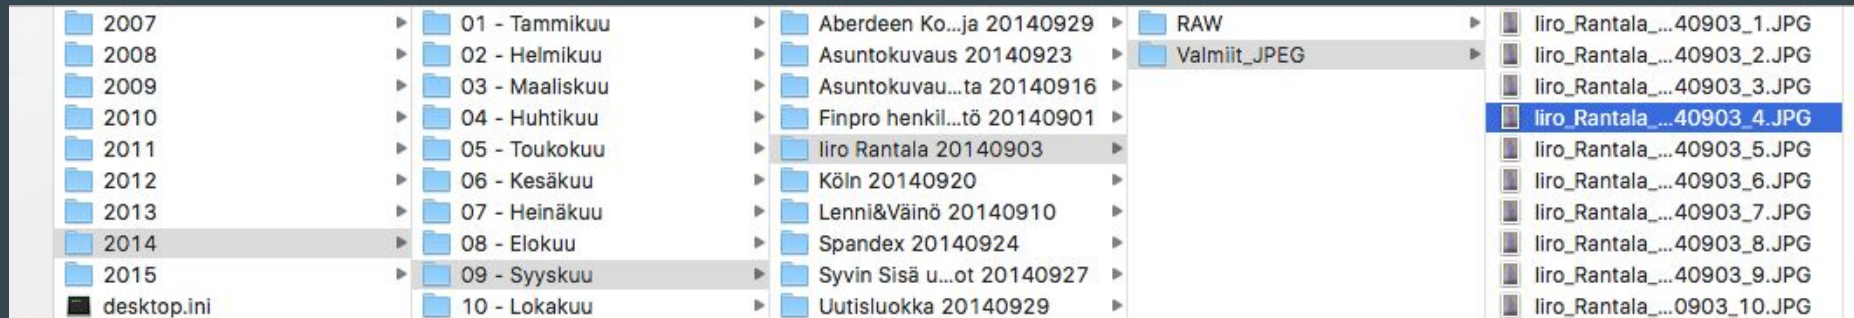 2007
2008
2009
2010
2011
2012
2013
2014
2015
desktop.ini
01 - Tammikuu
02 - Helmikuu
03 - Maaliskuu
04 - Huhtikuu
05 - Toukokuu
06 - Kesäkuu
07 - Heinäkuu
08 - Elokuu
09 - Syyskuu
10 - Lokakuu
Aberdeen Ko...ja 20140929
Asuntokuvaus 20140923
Asuntokuvau...ta 20140916
Finpro henkil...tö 20140901
Iiro Rantala 20140903
Köln 20140920
Lenni&Väinö 20140910
Spandex 20140924
Syvin Sisä u...ot 20140927
Uutisluokka 20140929
RAW
Valmiit_JPEG
Iiro_Rantala_...40903_1.JPG
Iiro_Rantala_...40903_2.JPG
Iiro_Rantala_...40903_3.JPG
Iiro_Rantala_...40903_4.JPG
Iiro_Rantala_...40903_5.JPG
Iiro_Rantala_...40903_6.JPG
Iiro_Rantala_...40903_7.JPG
Iiro_Rantala_...40903_8.JPG
Iiro_Rantala_...40903_9.JPG
Iiro_Rantala_...0903_10.JPG